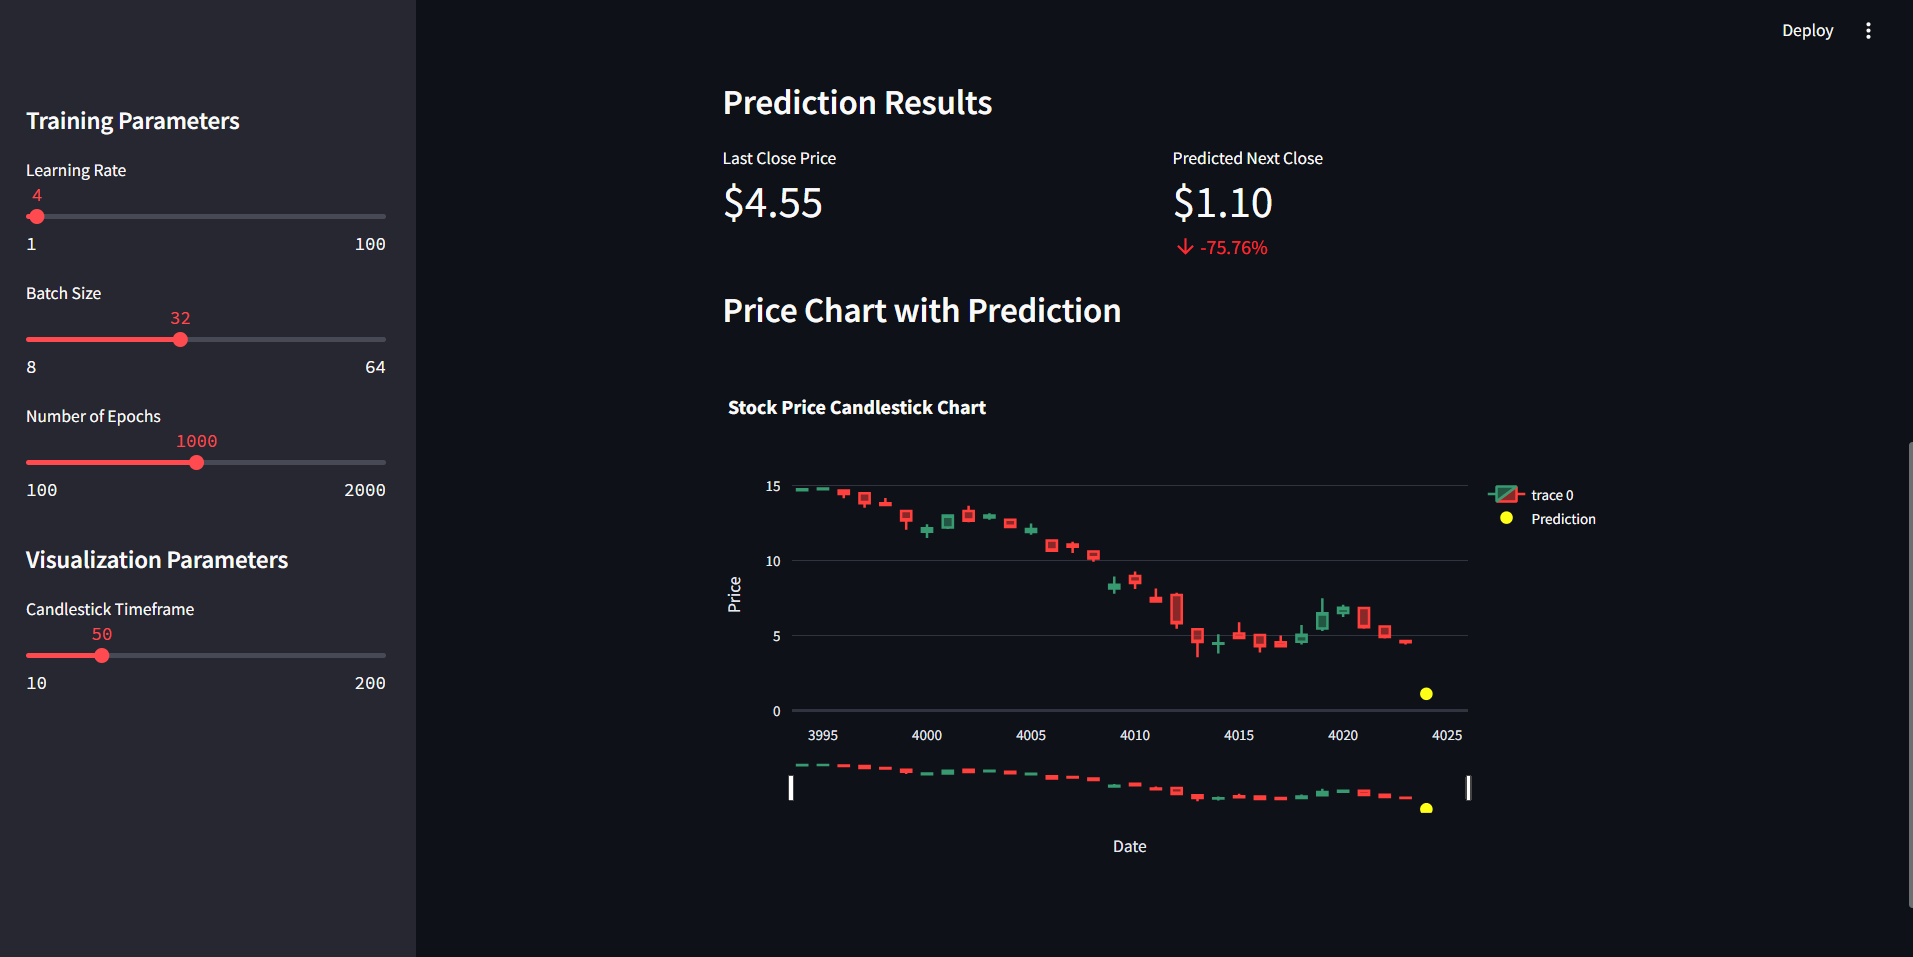 Deploy
Training Parameters
Learning Rate
4
1 100
Batch Size
32
8 64
Number of Epochs
1000
100 2000
Visualization Parameters
Candlestick Timeframe
50
10 200
Prediction Results
Last Close Price
$4.55
Predicted Next Close
$1.10
↓ -75.76%
Price Chart with Prediction
Stock Price Candlestick Chart
15
10
5
0
Price
3995 4000 4005 4010 4015 4020 4025
Date
trace 0
Prediction